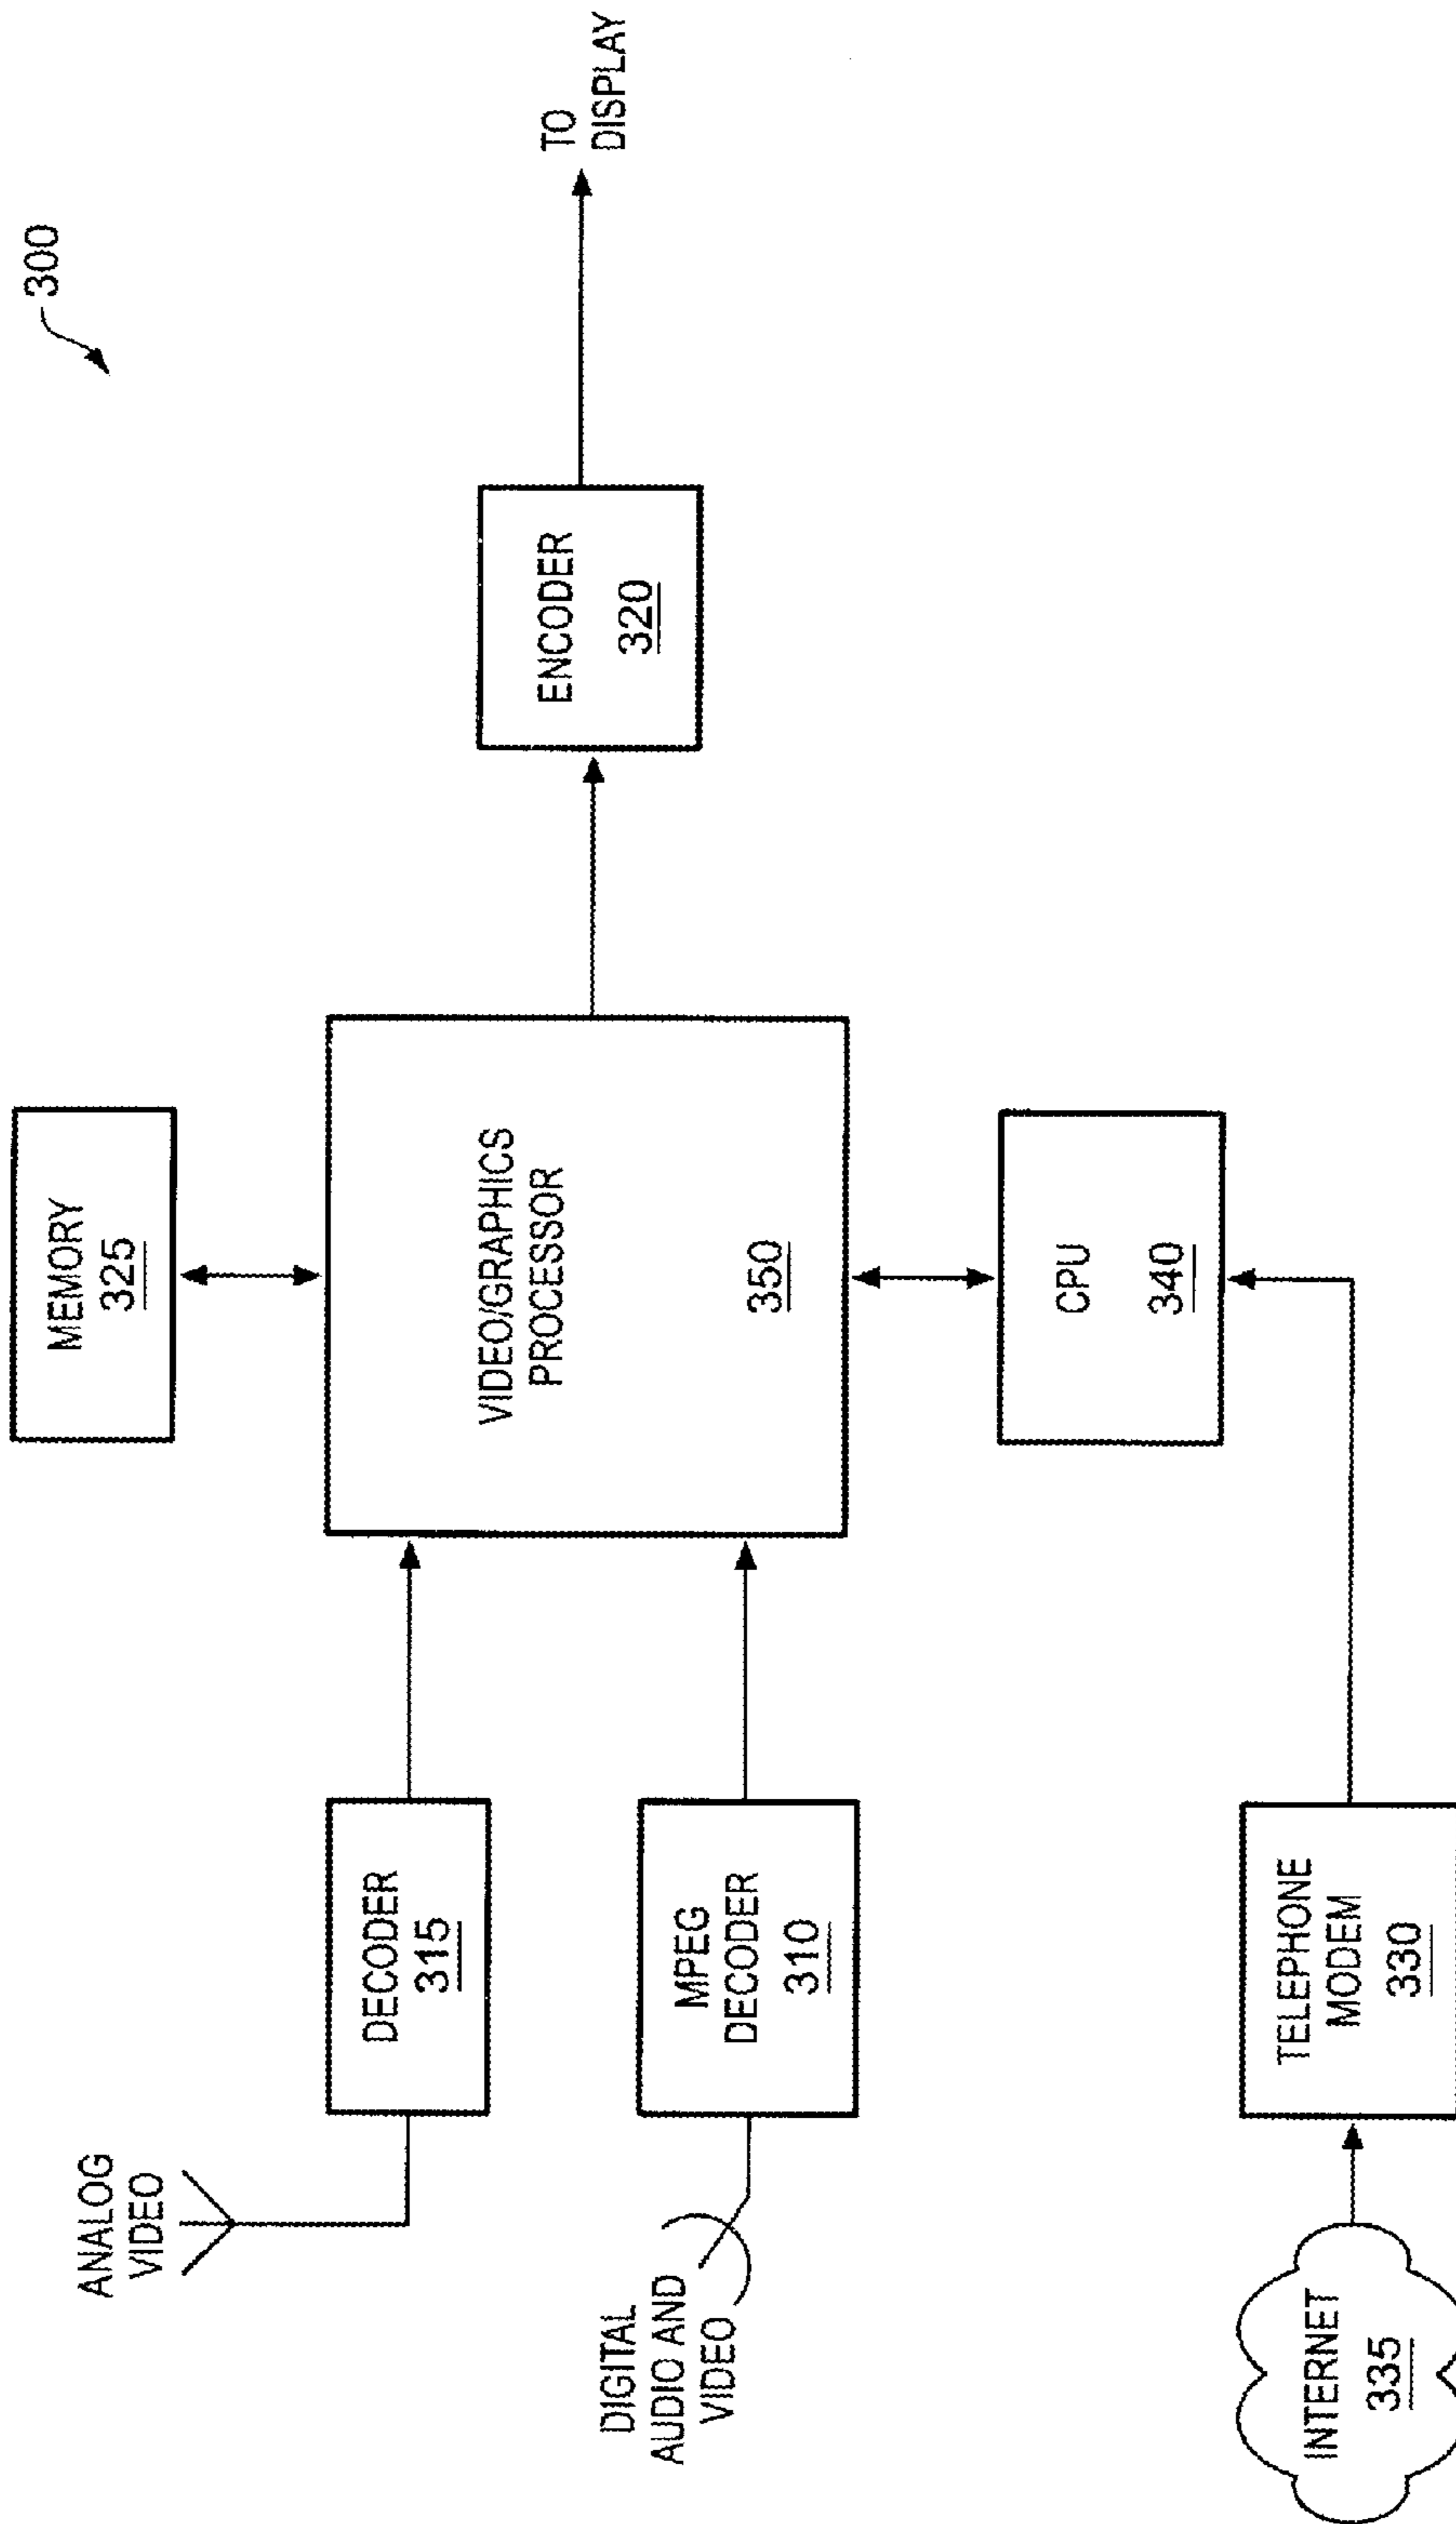 300
ANALOG
VIDEO
DECODER
315
MEMORY
325
VIDEO/GRAPHICS
PROCESSOR
350
ENCODER
320
TO
DISPLAY
DIGITAL
AUDIO AND
VIDEO
MPEG
DECODER
310
CPU
340
INTERNET
335
TELEPHONE
MODEM
330